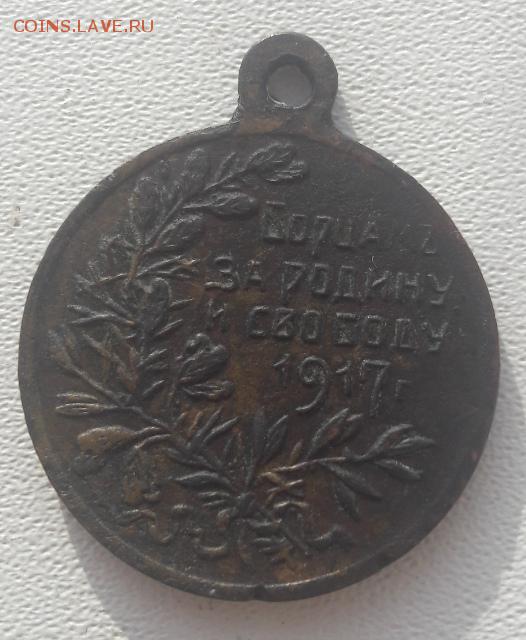 COINS.LAVE.RU
Борцамъ
ЗА РОДИНУ
И СВОБОДУ
1917 г